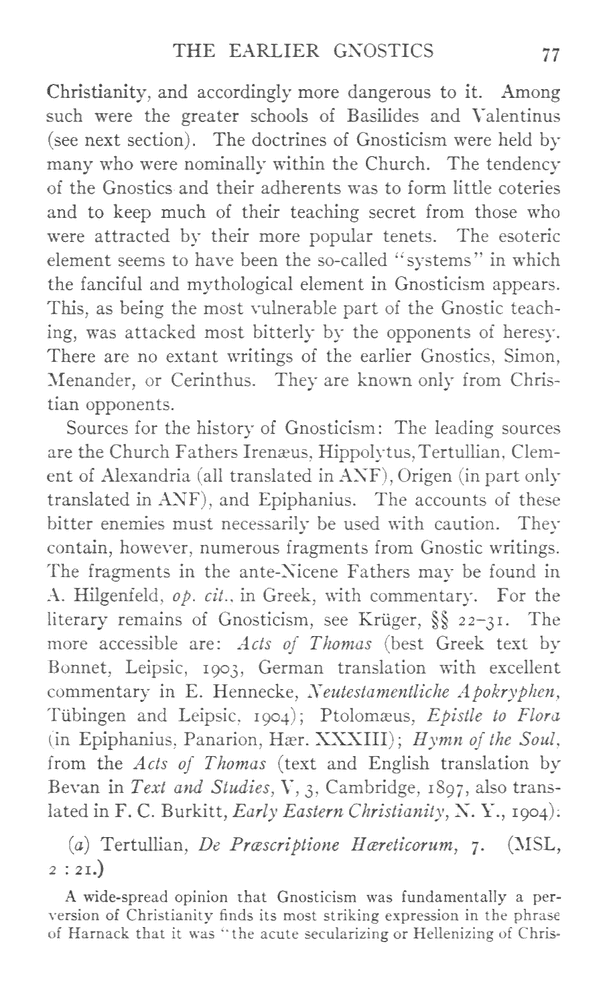 THE EARLIER GNOSTICS 77
Christianity, and accordingly more dangerous to it. Among
such were the greater schools of Basilides and Valentinus
(see next section). The doctrines of Gnosticism were held by
many who were nominally within the Church. The tendency
of the Gnostics and their adherents was to form little coteries
and to keep much of their teaching secret from those who
were attracted by their more popular tenets. The esoteric
element seems to have been the so-called “systems” in which
the fanciful and mythological element in Gnosticism appears.
This, as being the most vulnerable part of the Gnostic teach-
ing, was attacked most bitterly by the opponents of heresy.
There are no extant writings of the earlier Gnostics, Simon,
Menander, or Cerinthus. They are known only from Chris-
tian opponents.
Sources for the history of Gnosticism: The leading sources
are the Church Fathers Irenæus, Hippolytus, Tertullian, Clem-
ent of Alexandria (all translated in ANF), Origen (in part only
translated in ANF), and Epiphanius. The accounts of these
bitter enemies must necessarily be used with caution. They
contain, however, numerous fragments from Gnostic writings.
The fragments in the ante-Nicene Fathers may be found in
A. Hilgenfeld, op. cit., in Greek, with commentary. For the
literary remains of Gnosticism, see Krüger, §§ 22–31. The
more accessible are: Acts of Thomas (best Greek text by
Bonnet, Leipsic, 1903, German translation with excellent
commentary in E. Hennecke, Neutestamentliche Apokryphen,
Tübingen and Leipsic, 1904); Ptolomæus, Epistle to Flora
(in Epiphanius, Panarion, Hær. XXXIII); Hymn of the Soul,
from the Acts of Thomas (text and English translation by
Bevan in Text and Studies, V, 3, Cambridge, 1897, also trans-
lated in F. C. Burkitt, Early Eastern Christianity, N. Y., 1904).
(a) Tertullian, De Præscriptione Hæreticorum, 7. (MSL,
2 : 21.)
A wide-spread opinion that Gnosticism was fundamentally a per-
version of Christianity finds its most striking expression in the phrase
of Harnack that it was “the acute secularizing or Hellenizing of Chris-